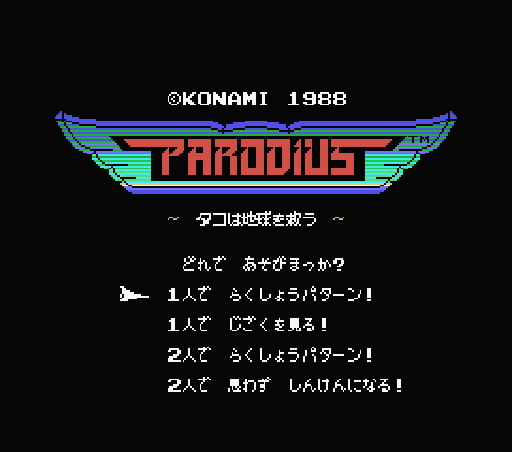 ©KONAMI 1988
PARODIUS™
~ タコは地球を救う ~
どれで あそびまっか?
1人で らくしょうパターン!
1人で じごくを見る!
2人で らくしょうパターン!
2人で 思わず しんけんになる!